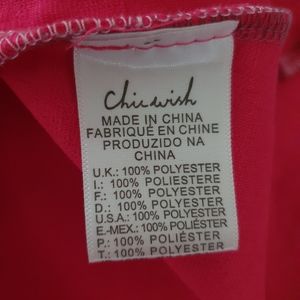 Chicwish
MADE IN CHINA
FABRIQUÉ EN CHINE
PRODUZIDO NA
CHINA
U.K.: 100% POLYESTER
I.: 100% POLIESTERE
F.: 100% POLYESTER
D.: 100% POLYESTER
U.S.A.: 100% POLYESTER
E.-MEX.: 100% POLIÉSTER
P.: 100% POLIÉSTER
T.: 100% POLYESTER